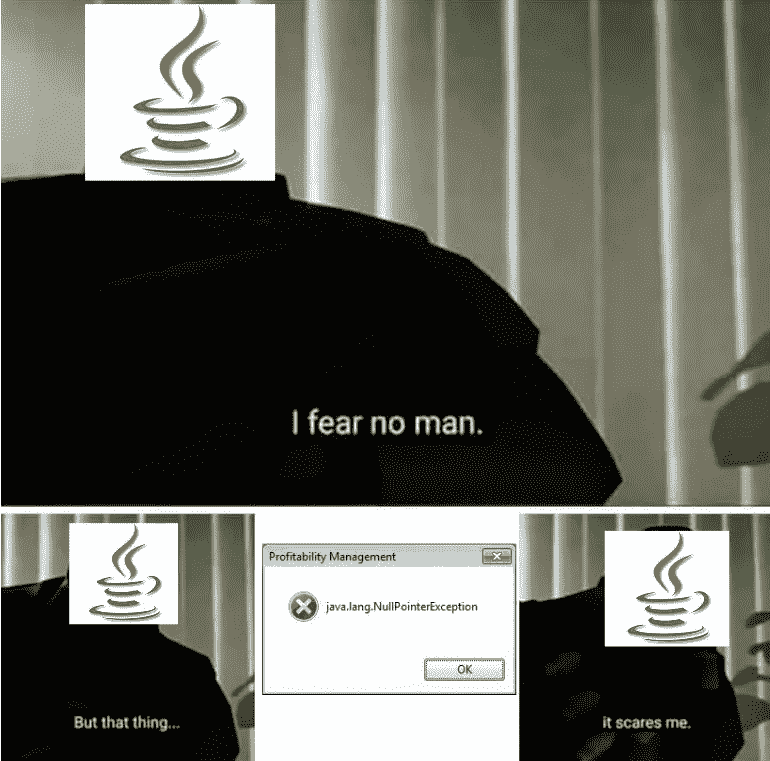 I fear no man.
But that thing...
Profitability Management
java.lang.NullPointerException
OK
it scares me.